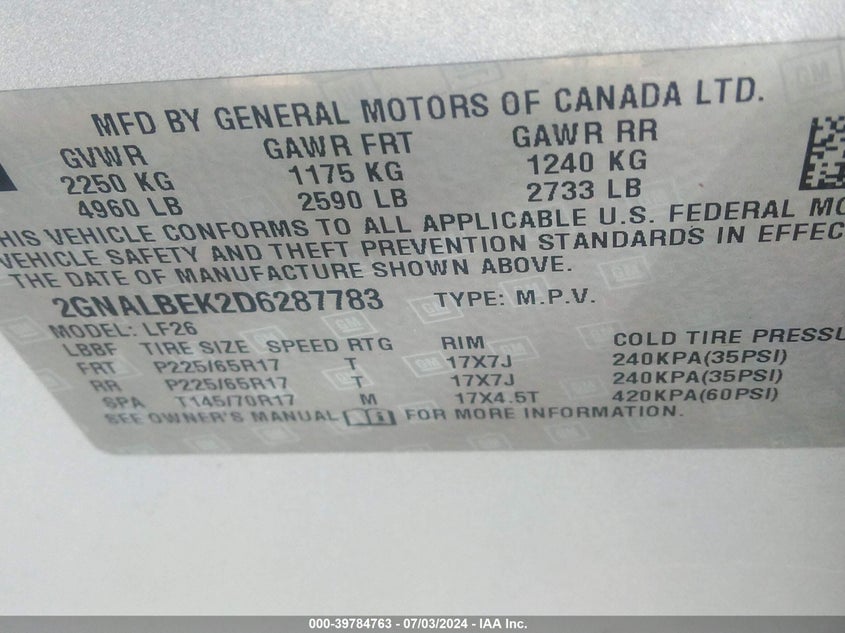 MFD BY GENERAL MOTORS OF CANADA LTD.
GVWR GAWR FRT GAWR RR
2250 KG 1175 KG 1240 KG
4960 LB 2590 LB 2733 LB
HIS VEHICLE CONFORMS TO ALL APPLICABLE U.S. FEDERAL MO
VEHICLE SAFETY AND THEFT PREVENTION STANDARDS IN EFFEC
THE DATE OF MANUFACTURE SHOWN ABOVE.
2GNALBEK2D6287783 TYPE: M.P.V.
MODEL: LF26
LBBF TIRE SIZE SPEED RTG RIM COLD TIRE PRESSU
FRT P225/65R17 T 17X7J 240KPA(35PSI)
RR P225/65R17 T 17X7J 240KPA(35PSI)
SPA T145/70R17 M 17X4.5T 420KPA(60PSI)
SEE OWNER'S MANUAL FOR MORE INFORMATION.
GM
000-39784763 - 07/03/2024 - IAA Inc.